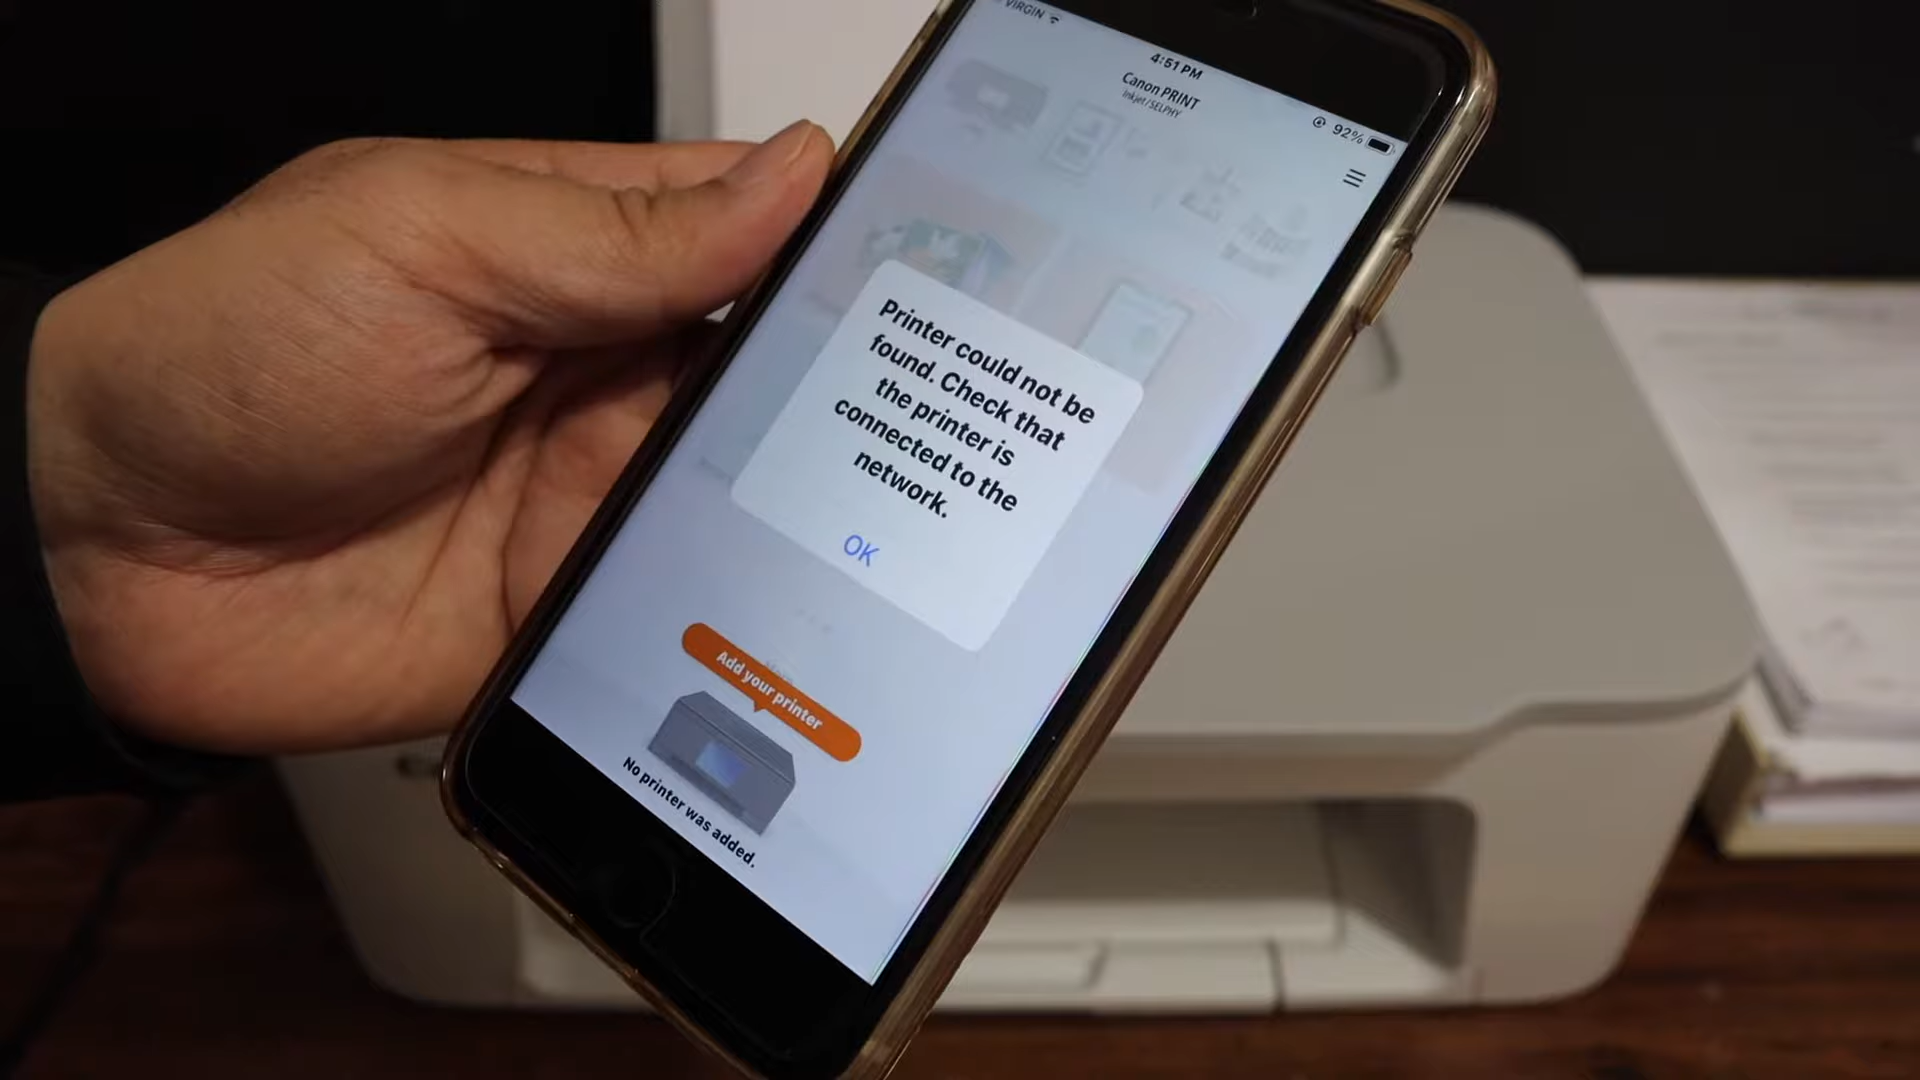 VIRGIN
4:51 PM
92%
Canon PRINT
Inkjet/SELPHY
Printer could not be
found. Check that
the printer is
connected to the
network.
OK
Add your printer
No printer was added.